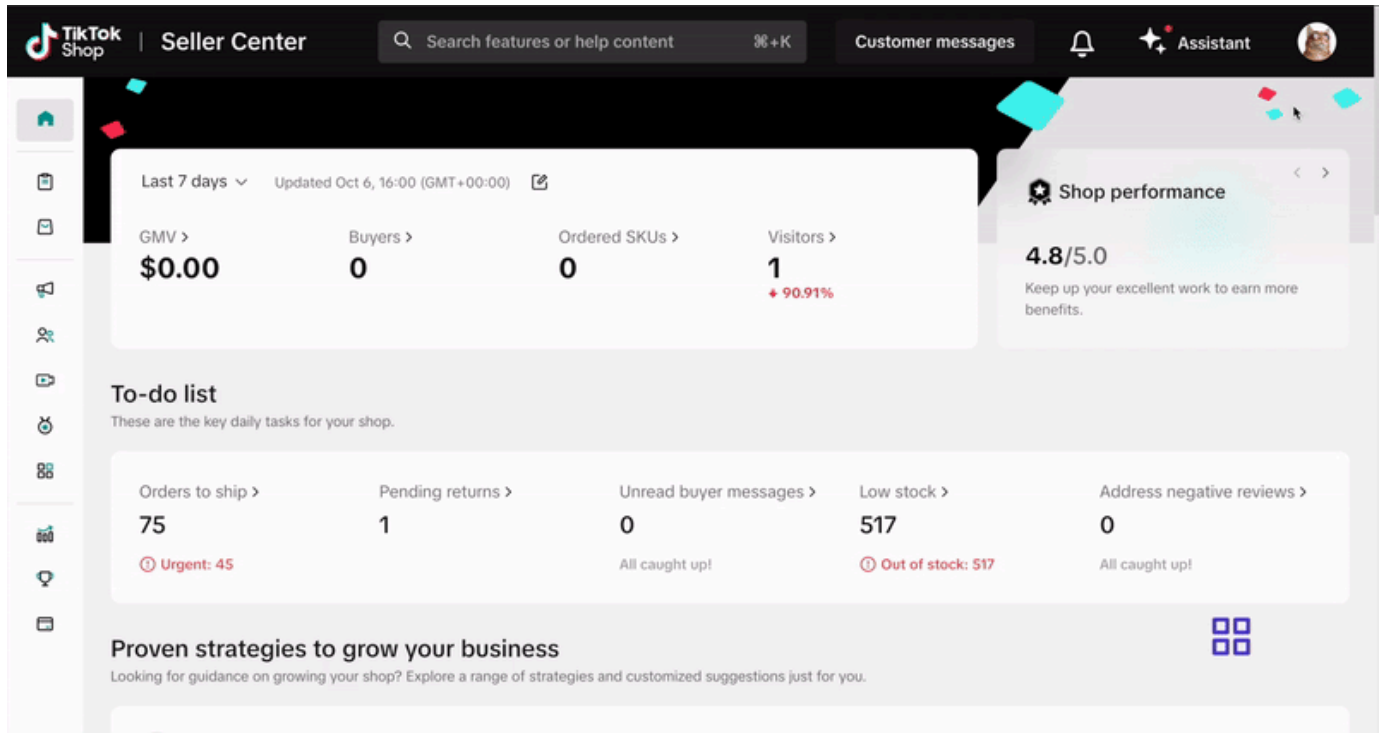 TikTok
Shop
Seller Center
Search features or help content
⌘+K
Customer messages
Assistant
Last 7 days
Updated Oct 6, 16:00 (GMT+00:00)
GMV >
Buyers >
Ordered SKUs >
Visitors >
$0.00
0
0
1
90.91%
Shop performance
4.8/5.0
Keep up your excellent work to earn more
benefits.
To-do list
These are the key daily tasks for your shop.
Orders to ship >
Pending returns >
Unread buyer messages >
Low stock >
Address negative reviews >
75
1
0
517
0
Urgent: 45
All caught up!
Out of stock: 517
All caught up!
Proven strategies to grow your business
Looking for guidance on growing your shop? Explore a range of strategies and customized suggestions just for you.